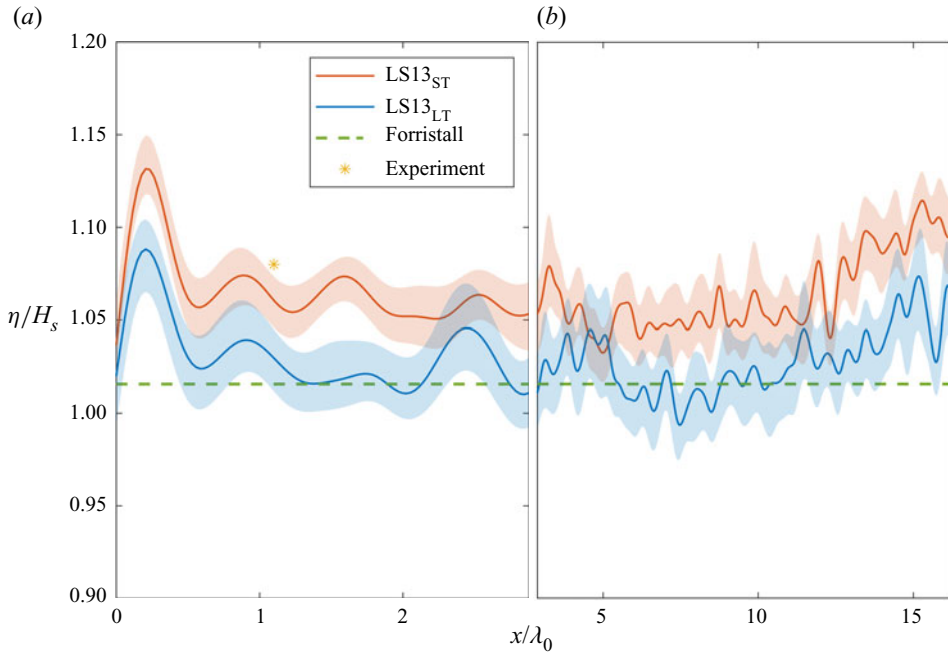 (a)
(b)
1.20
1.15
1.10
η/Hs
1.05
1.00
0.95
0.90
LS13ST
LS13LT
Forristall
Experiment
0
1
2
5
10
15
x/λ0